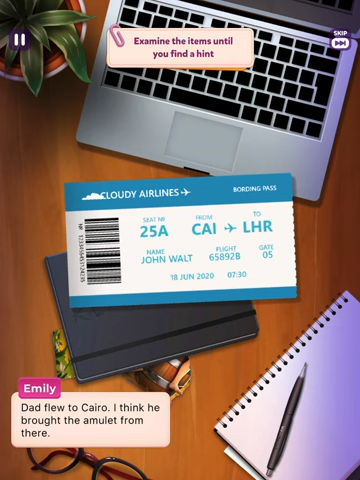 Examine the items until
you find a hint
SKIP
CLOUDY AIRLINES
BORDING PASS
SEAT NR
FROM
TO
25A
CAI
LHR
NAME
FLIGHT
GATE
JOHN WALT
65892B
05
18 JUN 2020
07:30
Emily
Dad flew to Cairo. I think he
brought the amulet from
there.